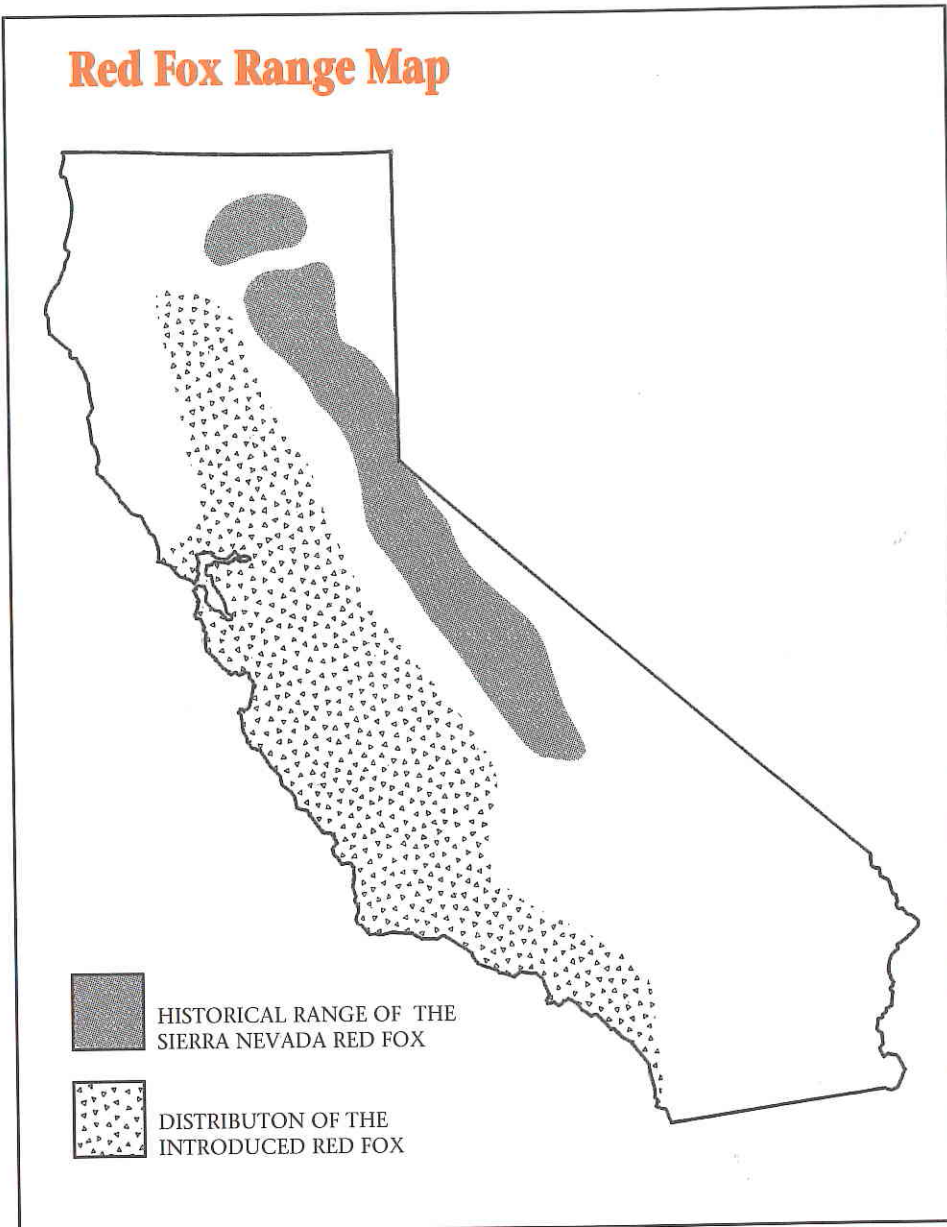 Red Fox Range Map
HISTORICAL RANGE OF THE
SIERRA NEVADA RED FOX
DISTRIBUTON OF THE
INTRODUCED RED FOX